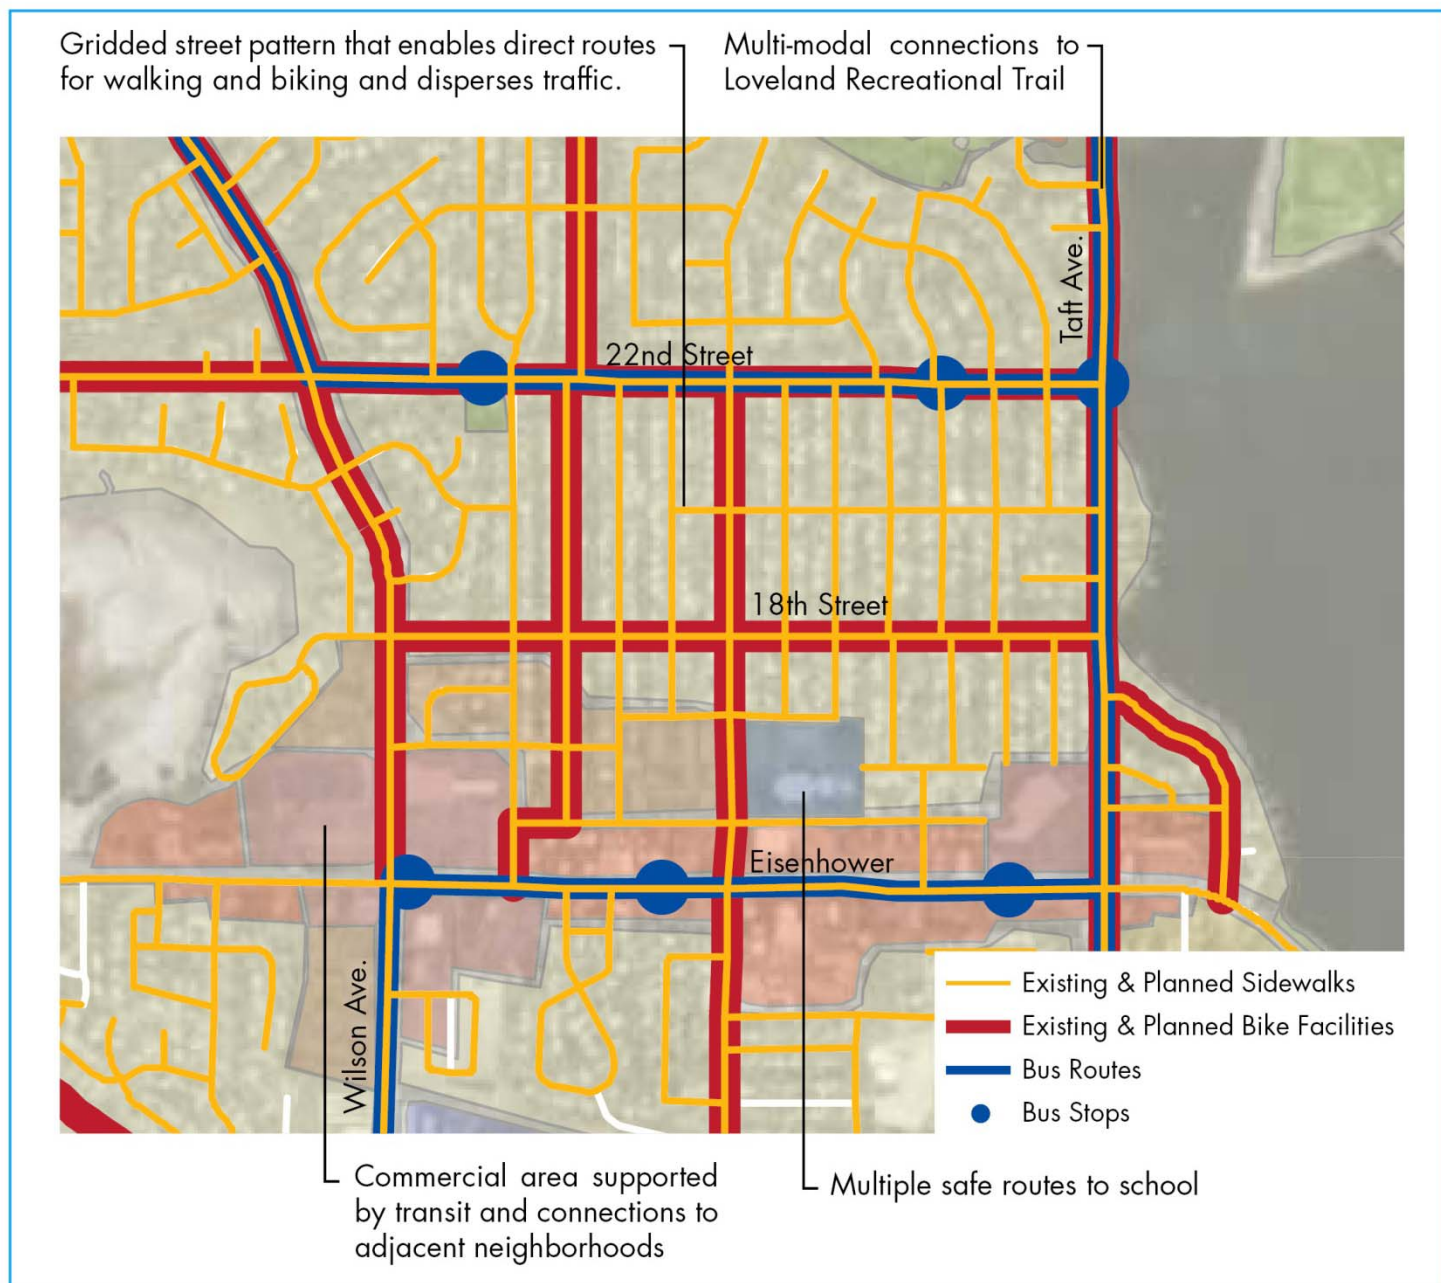 Gridded street pattern that enables direct routes
for walking and biking and disperses traffic.
Multi-modal connections to
Loveland Recreational Trail
Taft Ave.
22nd Street
18th Street
Eisenhower
Wilson Ave.
Existing & Planned Sidewalks
Existing & Planned Bike Facilities
Bus Routes
Bus Stops
Commercial area supported
by transit and connections to
adjacent neighborhoods
Multiple safe routes to school